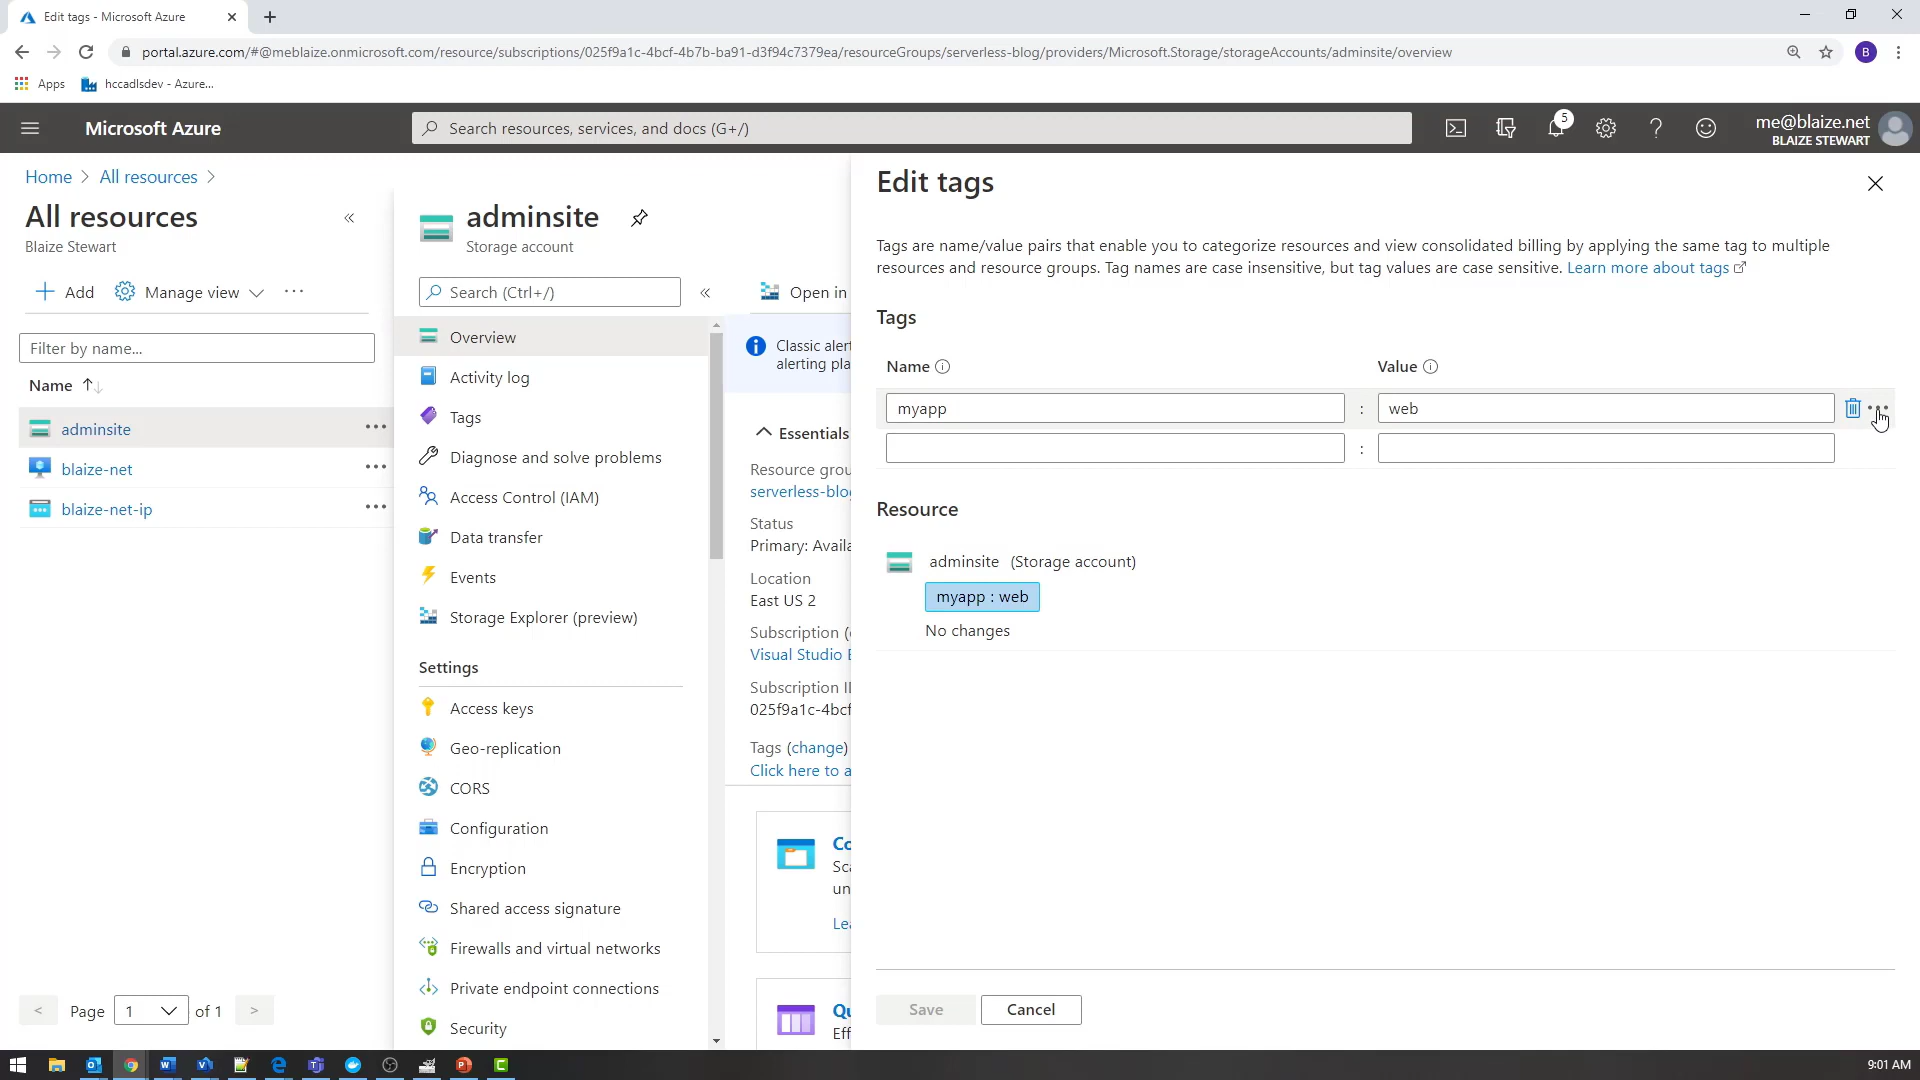 Edit tags - Microsoft Azure
portal.azure.com/#@meblaize.onmicrosoft.com/resource/subscriptions/025f9a1c-4bcf-4b7b-ba91-d3f94c7379ea/resourceGroups/serverless-blog/providers/Microsoft.Storage/storageAccounts/adminsite/overview
B
Apps
hccadlsdev - Azure...
Microsoft Azure
Search resources, services, and docs (G+/)
5
me@blaize.net
BLAIZE STEWART
Home > All resources >
All resources
Blaize Stewart
Add
Manage view
Filter by name...
Name
adminsite
blaize-net
blaize-net-ip
< Page 1 of 1 >
adminsite
Storage account
Search (Ctrl+/)
Overview
Activity log
Tags
Diagnose and solve problems
Access Control (IAM)
Data transfer
Events
Storage Explorer (preview)
Settings
Access keys
Geo-replication
CORS
Configuration
Encryption
Shared access signature
Firewalls and virtual networks
Private endpoint connections
Security
Open in
Classic aler
alerting pla
Essentials
Resource grou
serverless-blo
Status
Primary: Availa
Location
East US 2
Subscription (
Visual Studio E
Subscription I
025f9a1c-4bcf
Tags (change)
Click here to a
Co
Sca
un
Lea
Qu
Eff
Edit tags
Tags are name/value pairs that enable you to categorize resources and view consolidated billing by applying the same tag to multiple
resources and resource groups. Tag names are case insensitive, but tag values are case sensitive. Learn more about tags
Tags
Name
Value
myapp : web
:
Resource
adminsite (Storage account)
myapp : web
No changes
Save
Cancel
9:01 AM